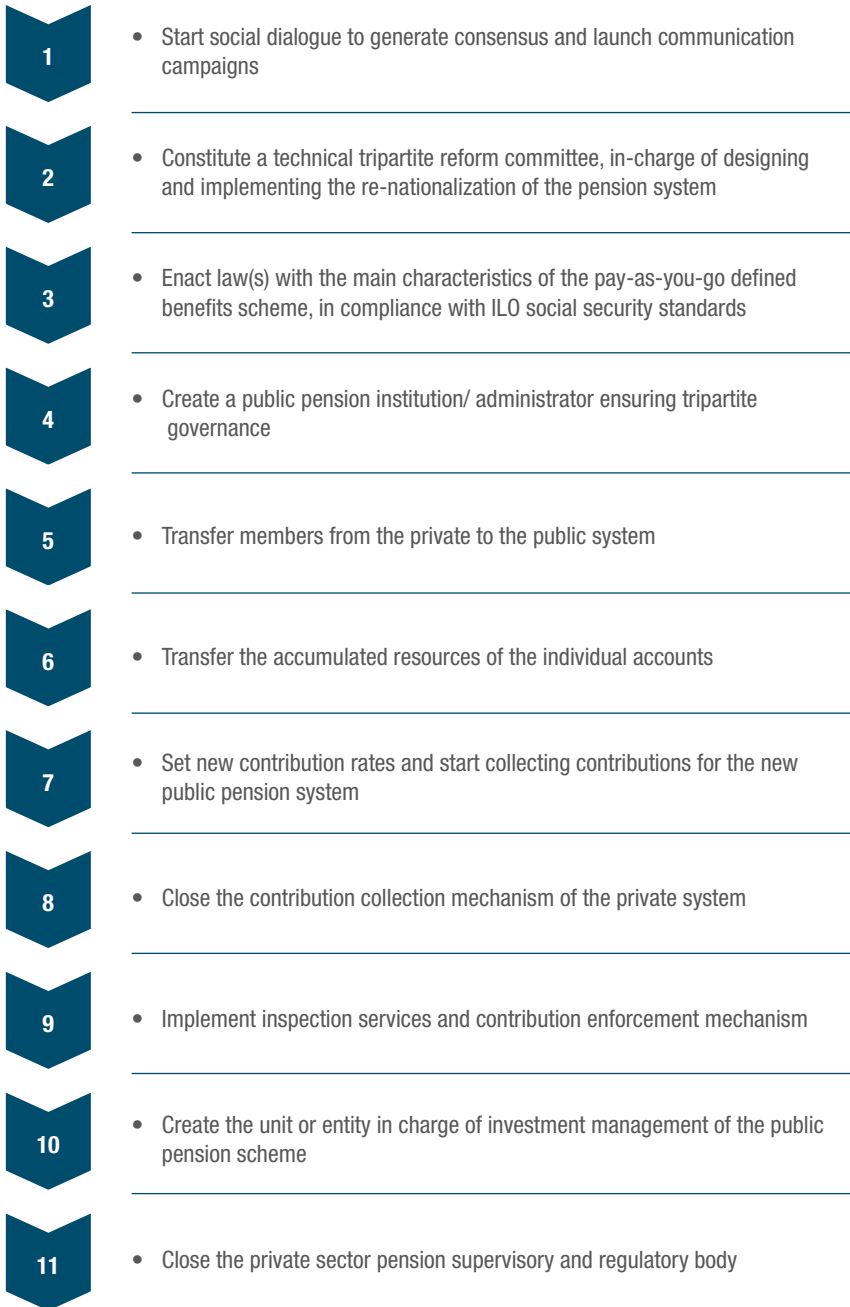 1
• Start social dialogue to generate consensus and launch communication
campaigns
2
• Constitute a technical tripartite reform committee, in-charge of designing
and implementing the re-nationalization of the pension system
3
• Enact law(s) with the main characteristics of the pay-as-you-go defined
benefits scheme, in compliance with ILO social security standards
4
• Create a public pension institution/ administrator ensuring tripartite
governance
5
• Transfer members from the private to the public system
6
• Transfer the accumulated resources of the individual accounts
7
• Set new contribution rates and start collecting contributions for the new
public pension system
8
• Close the contribution collection mechanism of the private system
9
• Implement inspection services and contribution enforcement mechanism
10
• Create the unit or entity in charge of investment management of the public
pension scheme
11
• Close the private sector pension supervisory and regulatory body